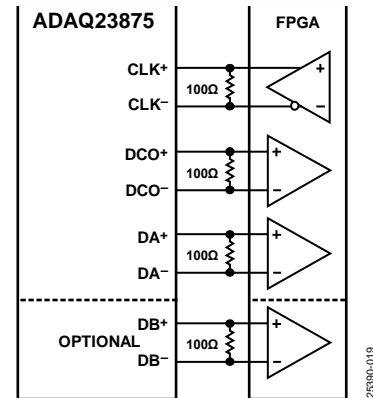 ADAQ23875 FPGA
CLK+
100Ω
CLK−
+
−
DCO+
100Ω
DCO−
+
−
DA+
100Ω
DA−
+
−
OPTIONAL
DB+
100Ω
DB−
+
−
25390-019